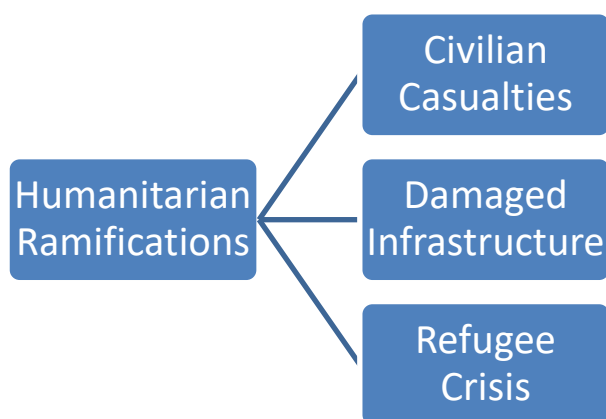 Humanitarian
Ramifications
Civilian
Casualties
Damaged
Infrastructure
Refugee
Crisis